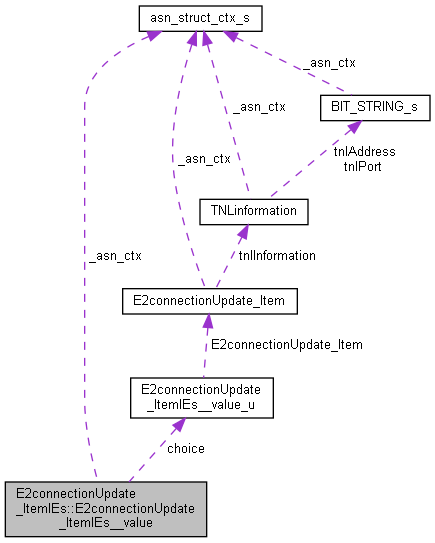 asn_struct_ctx_s
_asn_ctx
BIT_STRING_s
_asn_ctx
tnlAddress
tnlPort
_asn_ctx
TNLinformation
_asn_ctx
tnlInformation
E2connectionUpdate_Item
E2connectionUpdate_Item
E2connectionUpdate
_ItemIEs__value_u
choice
E2connectionUpdate
_ItemIEs::E2connectionUpdate
_ItemIEs__value